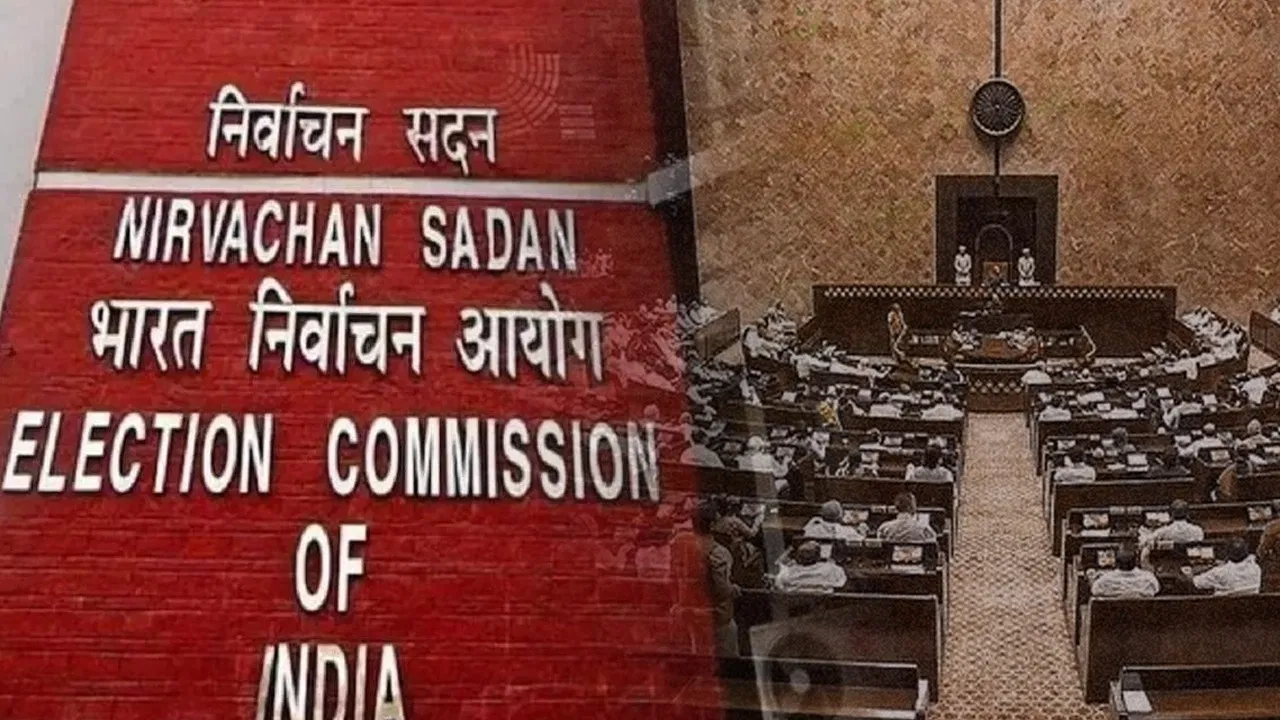 निर्वाचन सदन
NIRVACHAN SADAN
भारत निर्वाचन आयोग
ELECTION COMMISSION
OF
INDIA